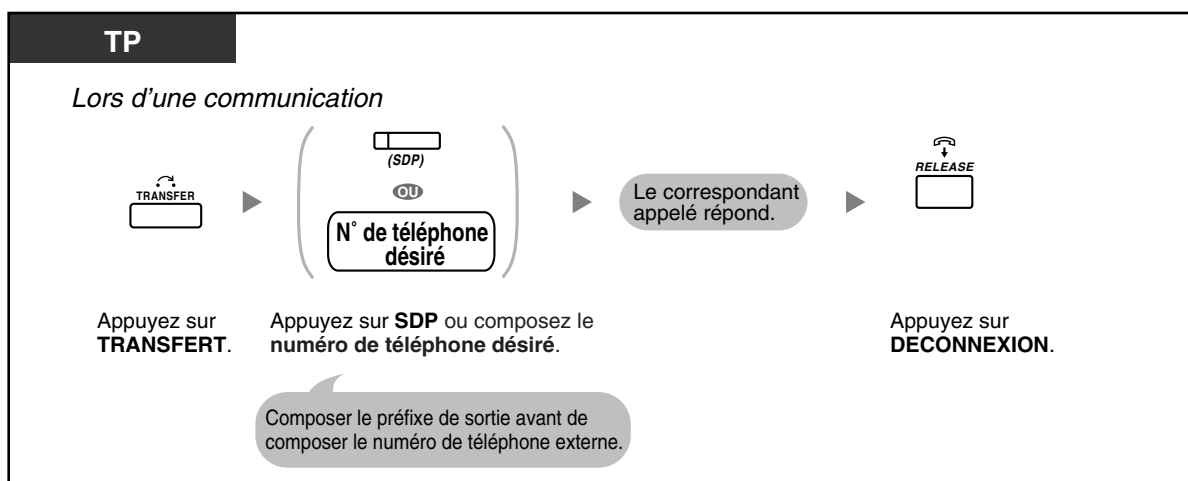 TP
Lors d'une communication
TRANSFER
(SDP)
OU
N° de téléphone
désiré
Le correspondant
appelé répond.
RELEASE
Appuyez sur
TRANSFERT.
Appuyez sur SDP ou composez le
numéro de téléphone désiré.
Appuyez sur
DECONNEXION.
Composer le préfixe de sortie avant de
composer le numéro de téléphone externe.